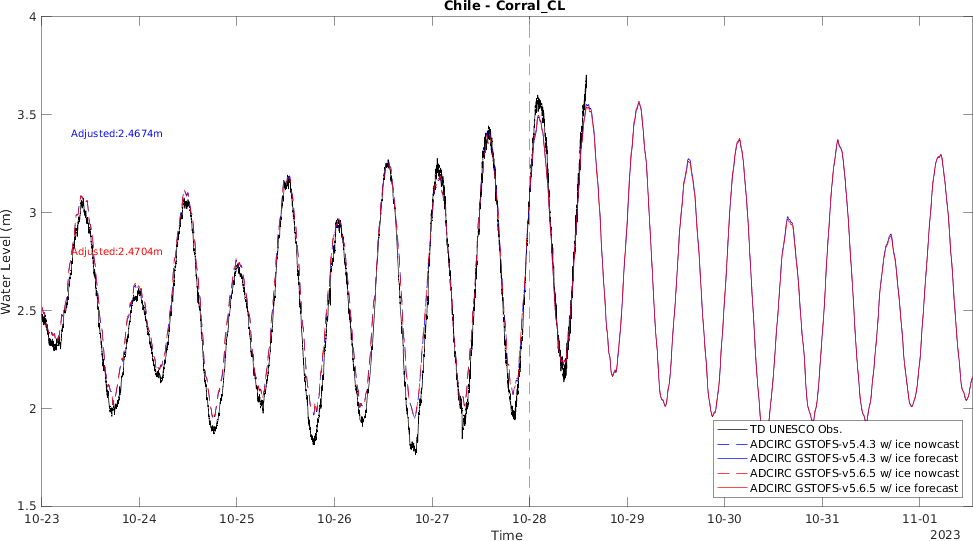 Chile - Corral_CL
4
3.5
3
2.5
2
1.5
Water Level (m)
Adjusted:2.4674m
Adjusted:2.4704m
TD UNESCO Obs.
ADCIRC GSTOFS-v5.4.3 w/ ice nowcast
ADCIRC GSTOFS-v5.4.3 w/ ice forecast
ADCIRC GSTOFS-v5.6.5 w/ ice nowcast
ADCIRC GSTOFS-v5.6.5 w/ ice forecast
10-23 10-24 10-25 10-26 10-27 10-28 10-29 10-30 10-31 11-01
Time
2023